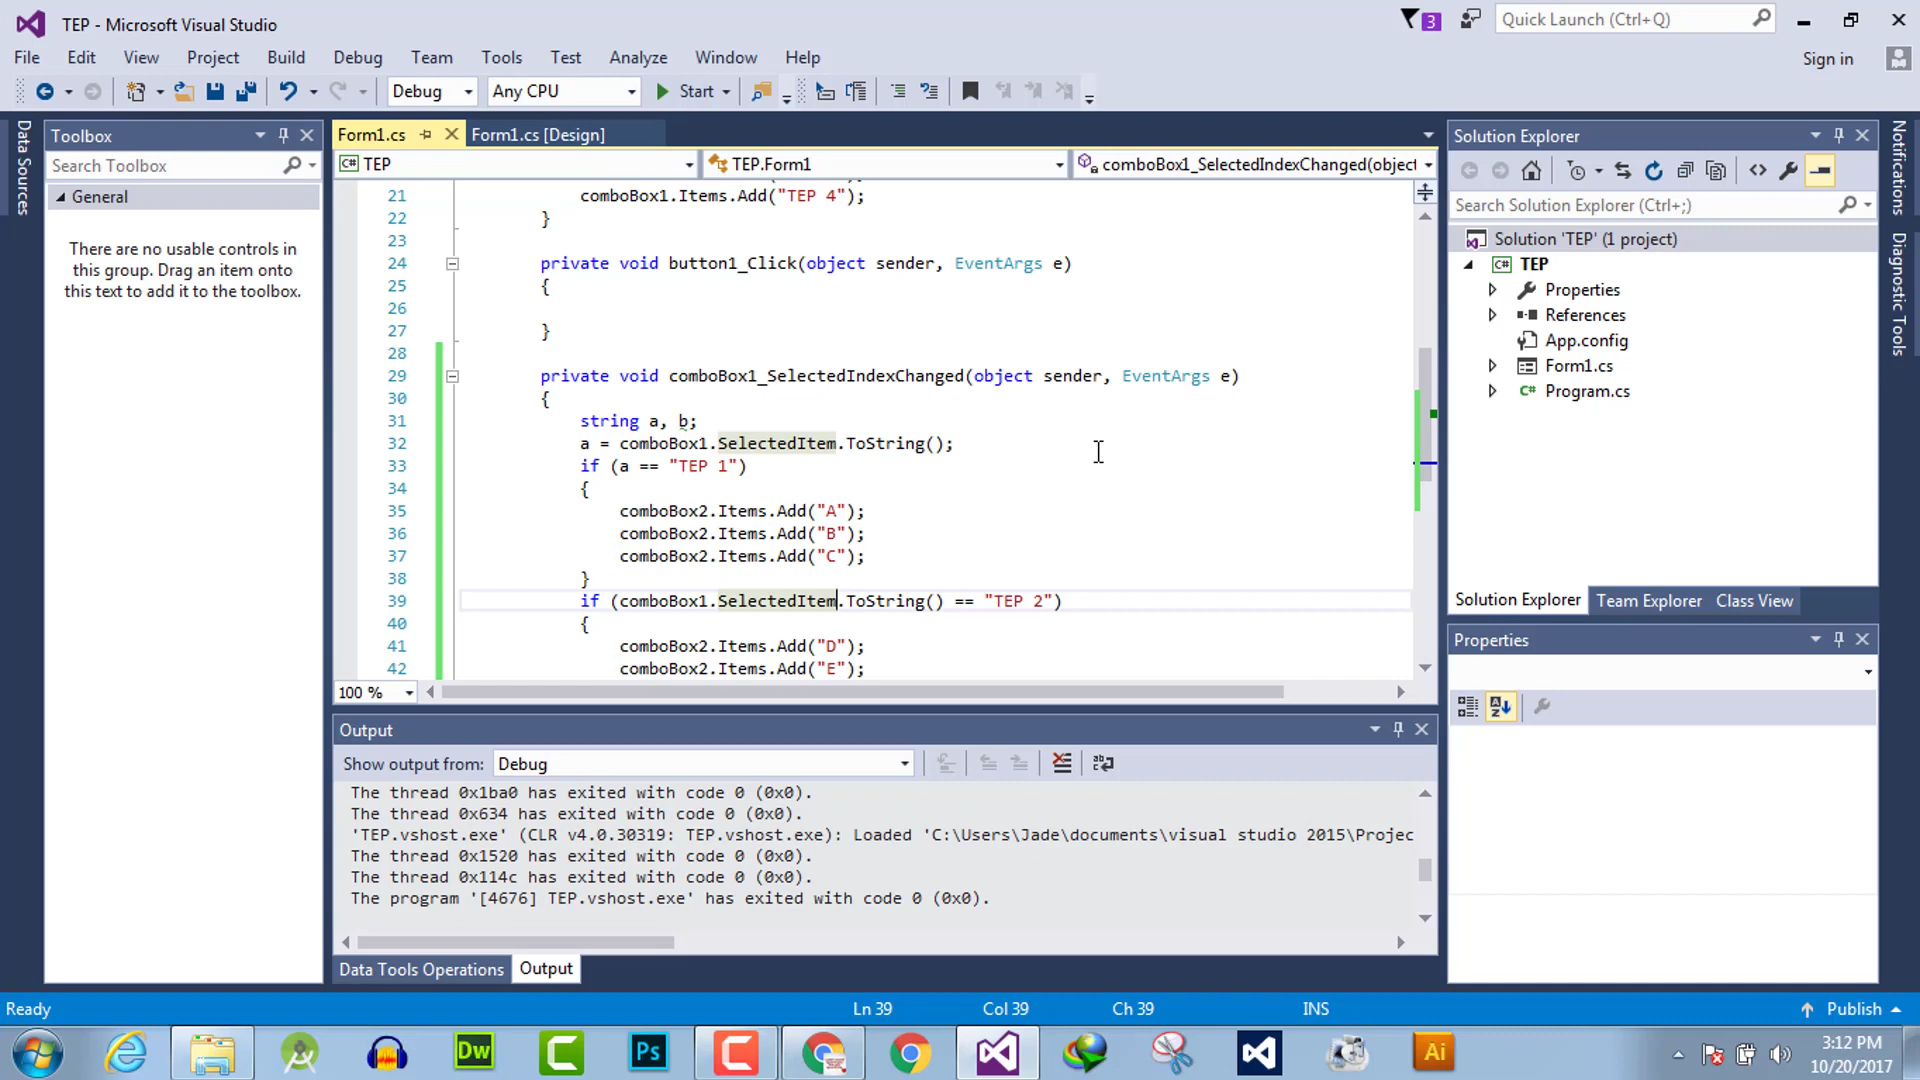 TEP - Microsoft Visual Studio
3
Quick Launch (Ctrl+Q)
File Edit View Project Build Debug Team Tools Test Analyze Window Help
Sign in
Debug Any CPU Start
Data Sources
Toolbox
Search Toolbox
General
There are no usable controls in
this group. Drag an item onto
this text to add it to the toolbox.
Form1.cs Form1.cs [Design]
C# TEP TEP.Form1 comboBox1_SelectedIndexChanged(object
21 comboBox1.Items.Add("TEP 4");
22 }
23
24 private void button1_Click(object sender, EventArgs e)
25 {
26
27 }
28
29 private void comboBox1_SelectedIndexChanged(object sender, EventArgs e)
30 {
31 string a, b;
32 a = comboBox1.SelectedItem.ToString();
33 if (a == "TEP 1")
34 {
35 comboBox2.Items.Add("A");
36 comboBox2.Items.Add("B");
37 comboBox2.Items.Add("C");
38 }
39 if (comboBox1.SelectedItem.ToString() == "TEP 2")
40 {
41 comboBox2.Items.Add("D");
42 comboBox2.Items.Add("E");
100 %
Output
Show output from: Debug
The thread 0x1ba0 has exited with code 0 (0x0).
The thread 0x634 has exited with code 0 (0x0).
'TEP.vshost.exe' (CLR v4.0.30319: TEP.vshost.exe): Loaded 'C:\Users\Jade\documents\visual studio 2015\Projec
The thread 0x1520 has exited with code 0 (0x0).
The thread 0x114c has exited with code 0 (0x0).
The program '[4676] TEP.vshost.exe' has exited with code 0 (0x0).
Data Tools Operations Output
Solution Explorer
Search Solution Explorer (Ctrl+;)
Solution 'TEP' (1 project)
C# TEP
Properties
References
App.config
Form1.cs
C# Program.cs
Solution Explorer Team Explorer Class View
Properties
Notifications
Diagnostic Tools
Ready Ln 39 Col 39 Ch 39 INS Publish
Dw Ps Ai
3:12 PM
10/20/2017